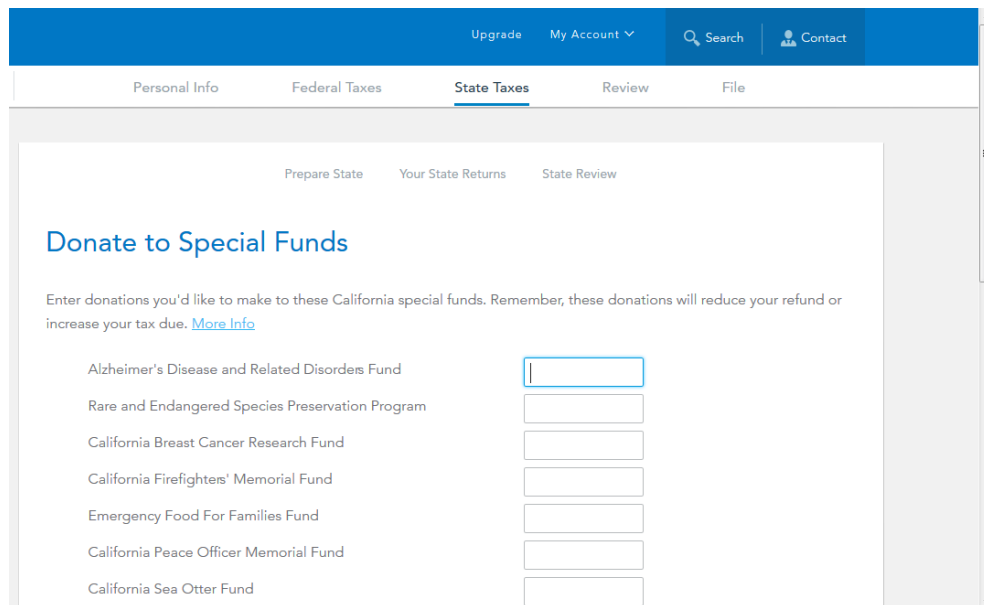 Upgrade My Account Search Contact
Personal Info Federal Taxes State Taxes Review File
Prepare State Your State Returns State Review
Donate to Special Funds
Enter donations you'd like to make to these California special funds. Remember, these donations will reduce your refund or
increase your tax due. More Info
Alzheimer's Disease and Related Disorders Fund
Rare and Endangered Species Preservation Program
California Breast Cancer Research Fund
California Firefighters' Memorial Fund
Emergency Food For Families Fund
California Peace Officer Memorial Fund
California Sea Otter Fund